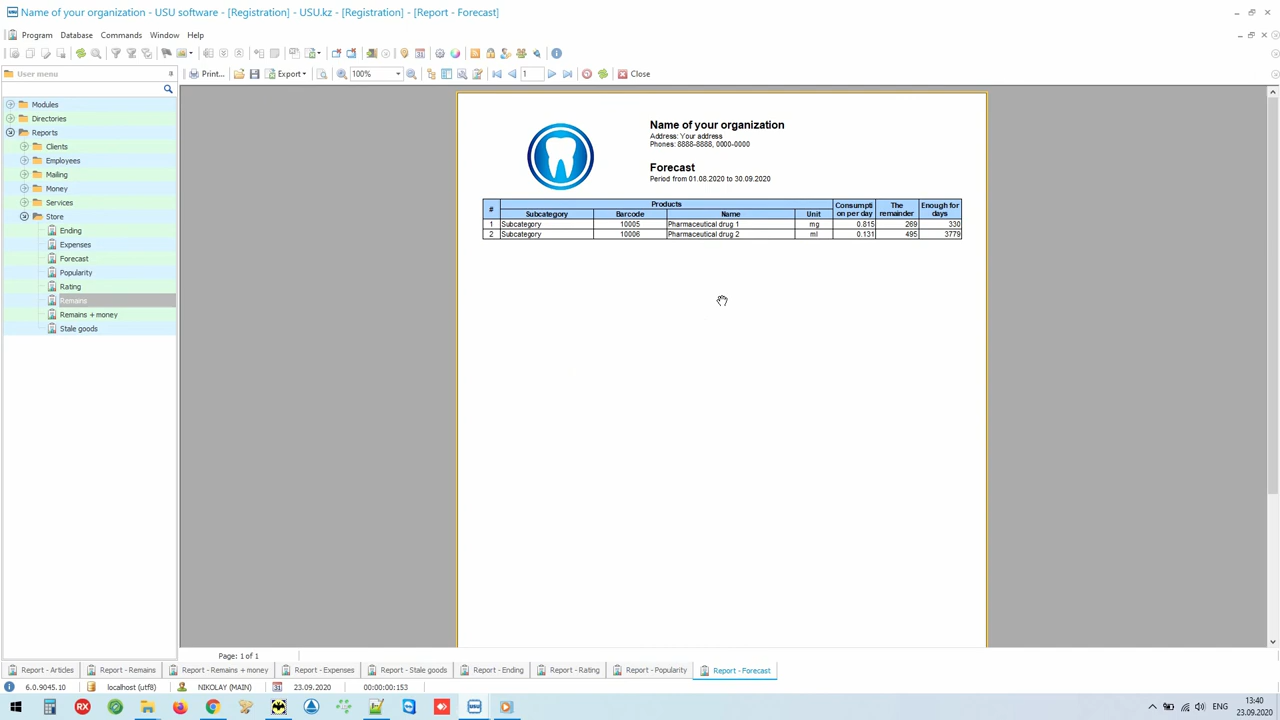 Name of your organization - USU software - [Registration] - USU.kz - [Registration] - [Report - Forecast]
Program Database Commands Window Help
User menu Print... Export 100% 1 Close
Modules
Directories
Reports
Clients
Employees
Mailing
Money
Services
Store
Ending
Expenses
Forecast
Popularity
Rating
Remains
Remains + money
Stale goods
Name of your organization
Address: Your address
Phones: 8888-8888, 0000-0000
Forecast
Period from 01.08.2020 to 30.09.2020
# Products Consumpti on per day The remainder Enough for days
Subcategory Barcode Name Unit
1 Subcategory 10005 Pharmaceutical drug 1 mg 0.815 269 330
2 Subcategory 10006 Pharmaceutical drug 2 ml 0.131 495 3779
Page: 1 of 1
Report - Articles Report - Remains Report - Remains + money Report - Expenses Report - Stale goods Report - Ending Report - Rating Report - Popularity Report - Forecast
6.0.9045.10 localhost (utf8) NIKOLAY (MAIN) 23.09.2020 00:00:00:153
RX USU ENG 13:40
23.09.2020